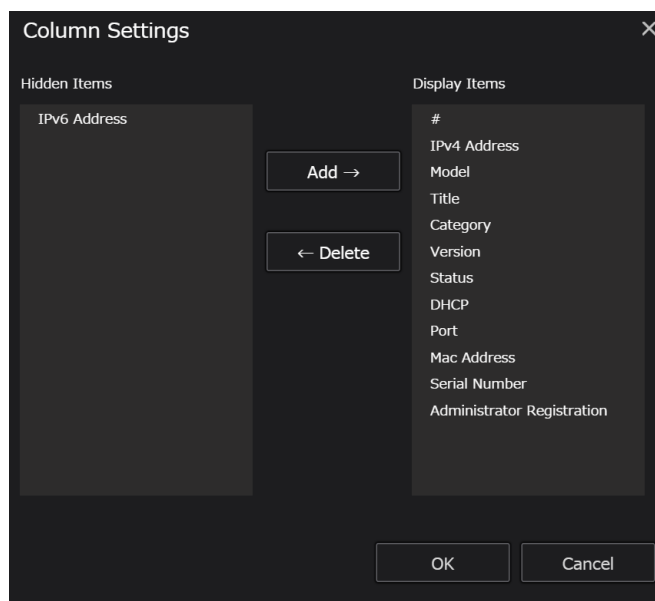 Column Settings
Hidden Items
IPv6 Address
Add →
← Delete
Display Items
#
IPv4 Address
Model
Title
Category
Version
Status
DHCP
Port
Mac Address
Serial Number
Administrator Registration
OK
Cancel